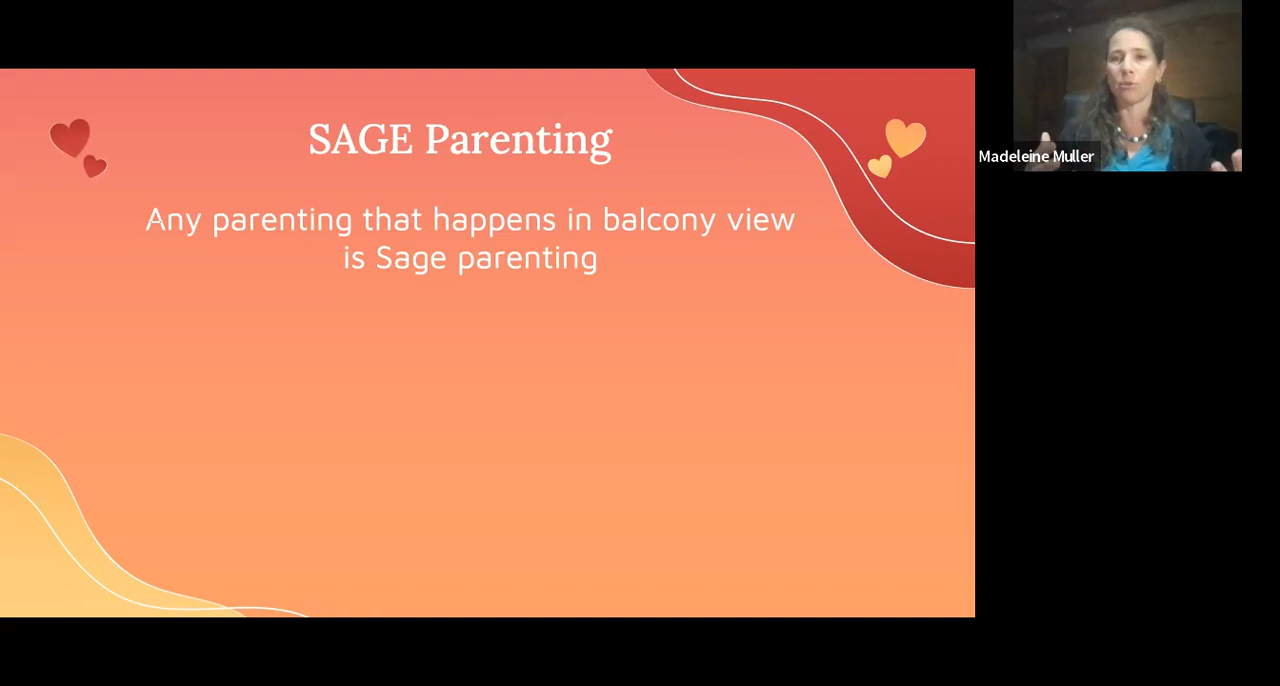 SAGE Parenting
Any parenting that happens in balcony view
is Sage parenting
Madeleine Muller